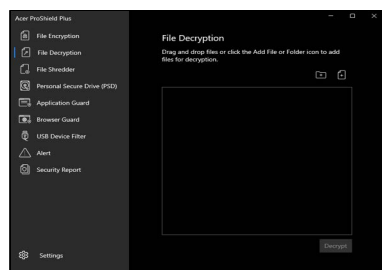 Acer ProShield Plus
File Encryption
File Decryption
File Shredder
Personal Secure Drive (PSD)
Application Guard
Browser Guard
USB Device Filter
Alert
Security Report
Settings
File Decryption
Drag and drop files or click the Add File or Folder icon to add
files for decryption.
Decrypt